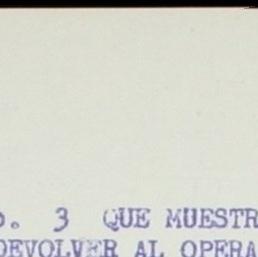 o. 3 QUE MUESTR
DEVOLVER AL OPERA